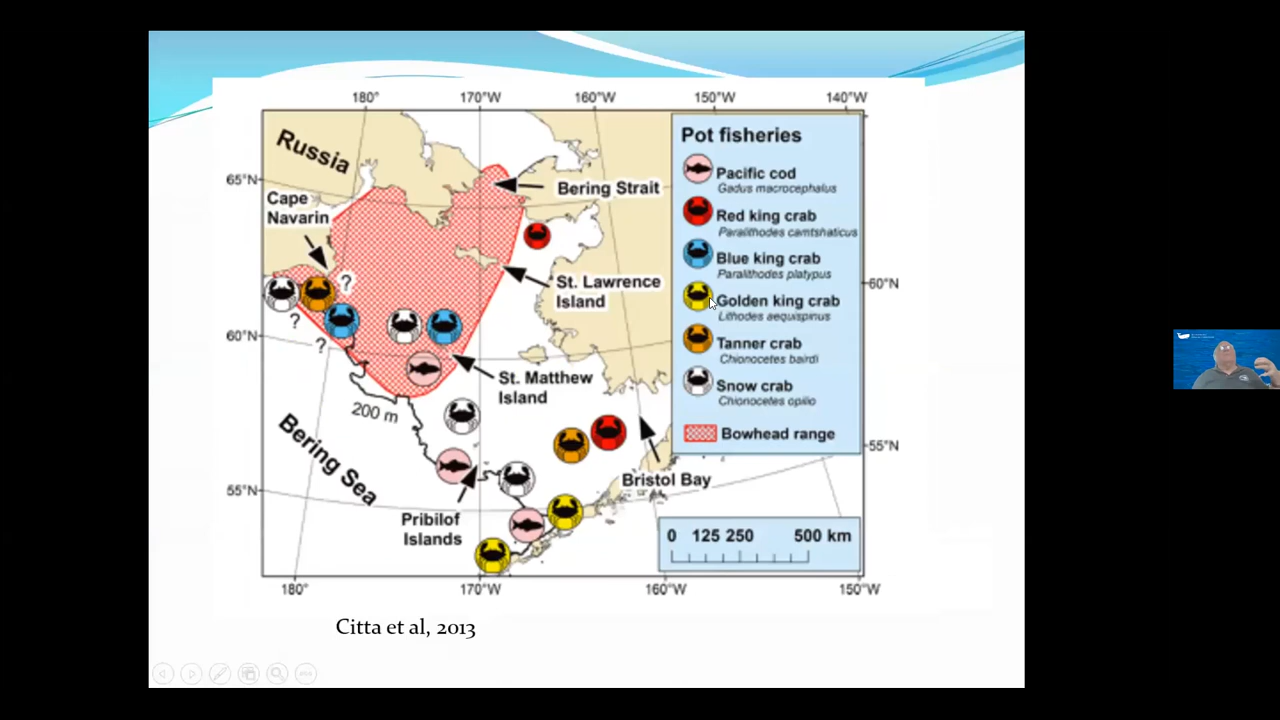 180° 170°W 160°W 150°W 140°W
Russia
65°N
Cape
Navarin
Bering Strait
?
St. Lawrence
Island
?
60°N
?
60°N
St. Matthew
Island
200 m
Bering Sea
55°N
Pribilof
Islands
Bristol Bay
55°N
180° 170°W 160°W 150°W
Pot fisheries
Pacific cod
Gadus macrocephalus
Red king crab
Paralithodes camtshaticus
Blue king crab
Paralithodes platypus
Golden king crab
Lithodes aequispinus
Tanner crab
Chionocetes bairdi
Snow crab
Chionocetes opilio
Bowhead range
0 125 250 500 km
Citta et al, 2013